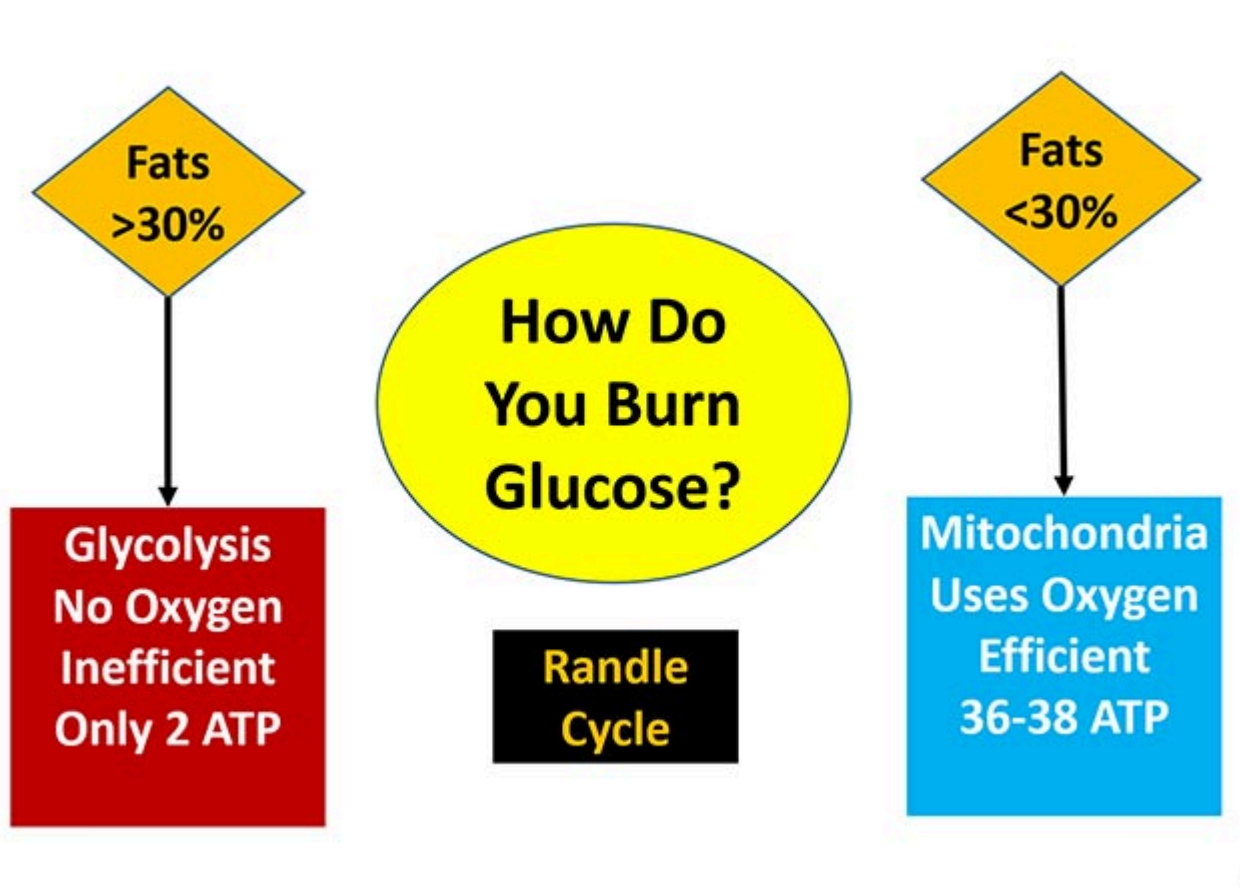 Fats
>30%
Glycolysis
No Oxygen
Inefficient
Only 2 ATP
How Do
You Burn
Glucose?
Randle
Cycle
Fats
<30%
Mitochondria
Uses Oxygen
Efficient
36-38 ATP